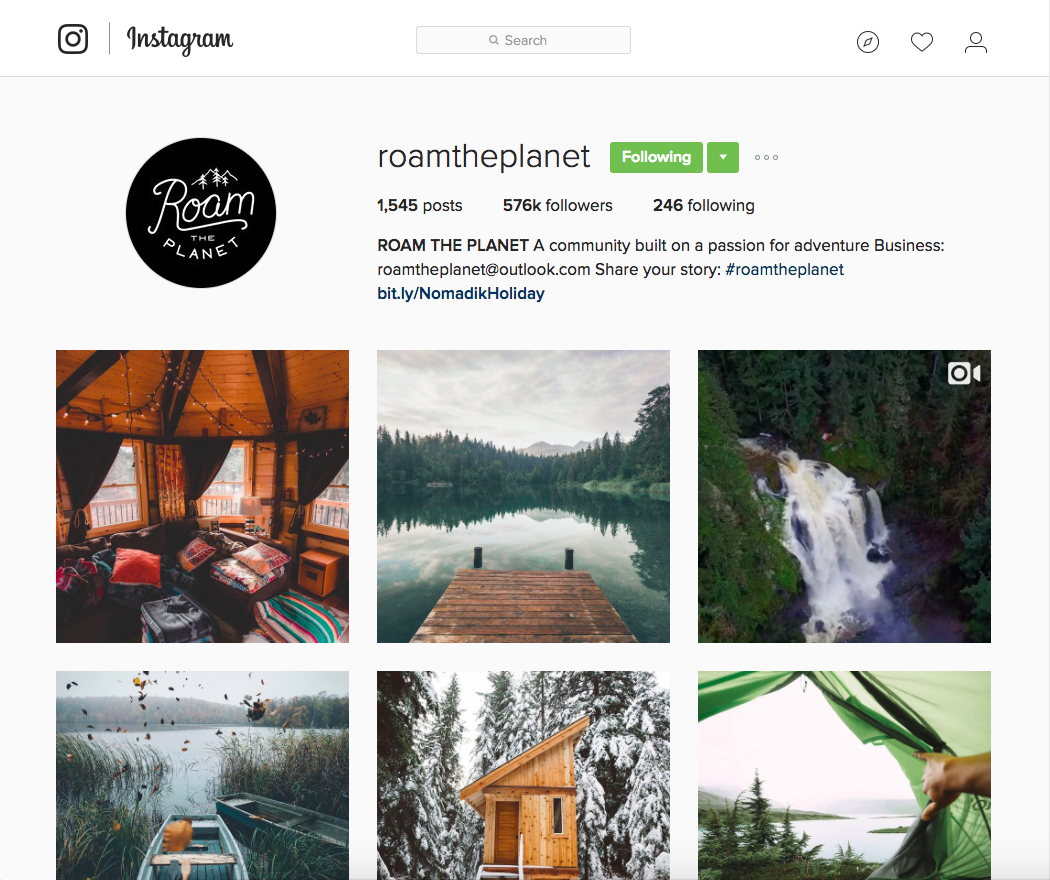 Instagram
Search
Roam
THE
PLANET
roamtheplanet Following
1,545 posts 576k followers 246 following
ROAM THE PLANET A community built on a passion for adventure Business:
roamtheplanet@outlook.com Share your story: #roamtheplanet
bit.ly/NomadikHoliday